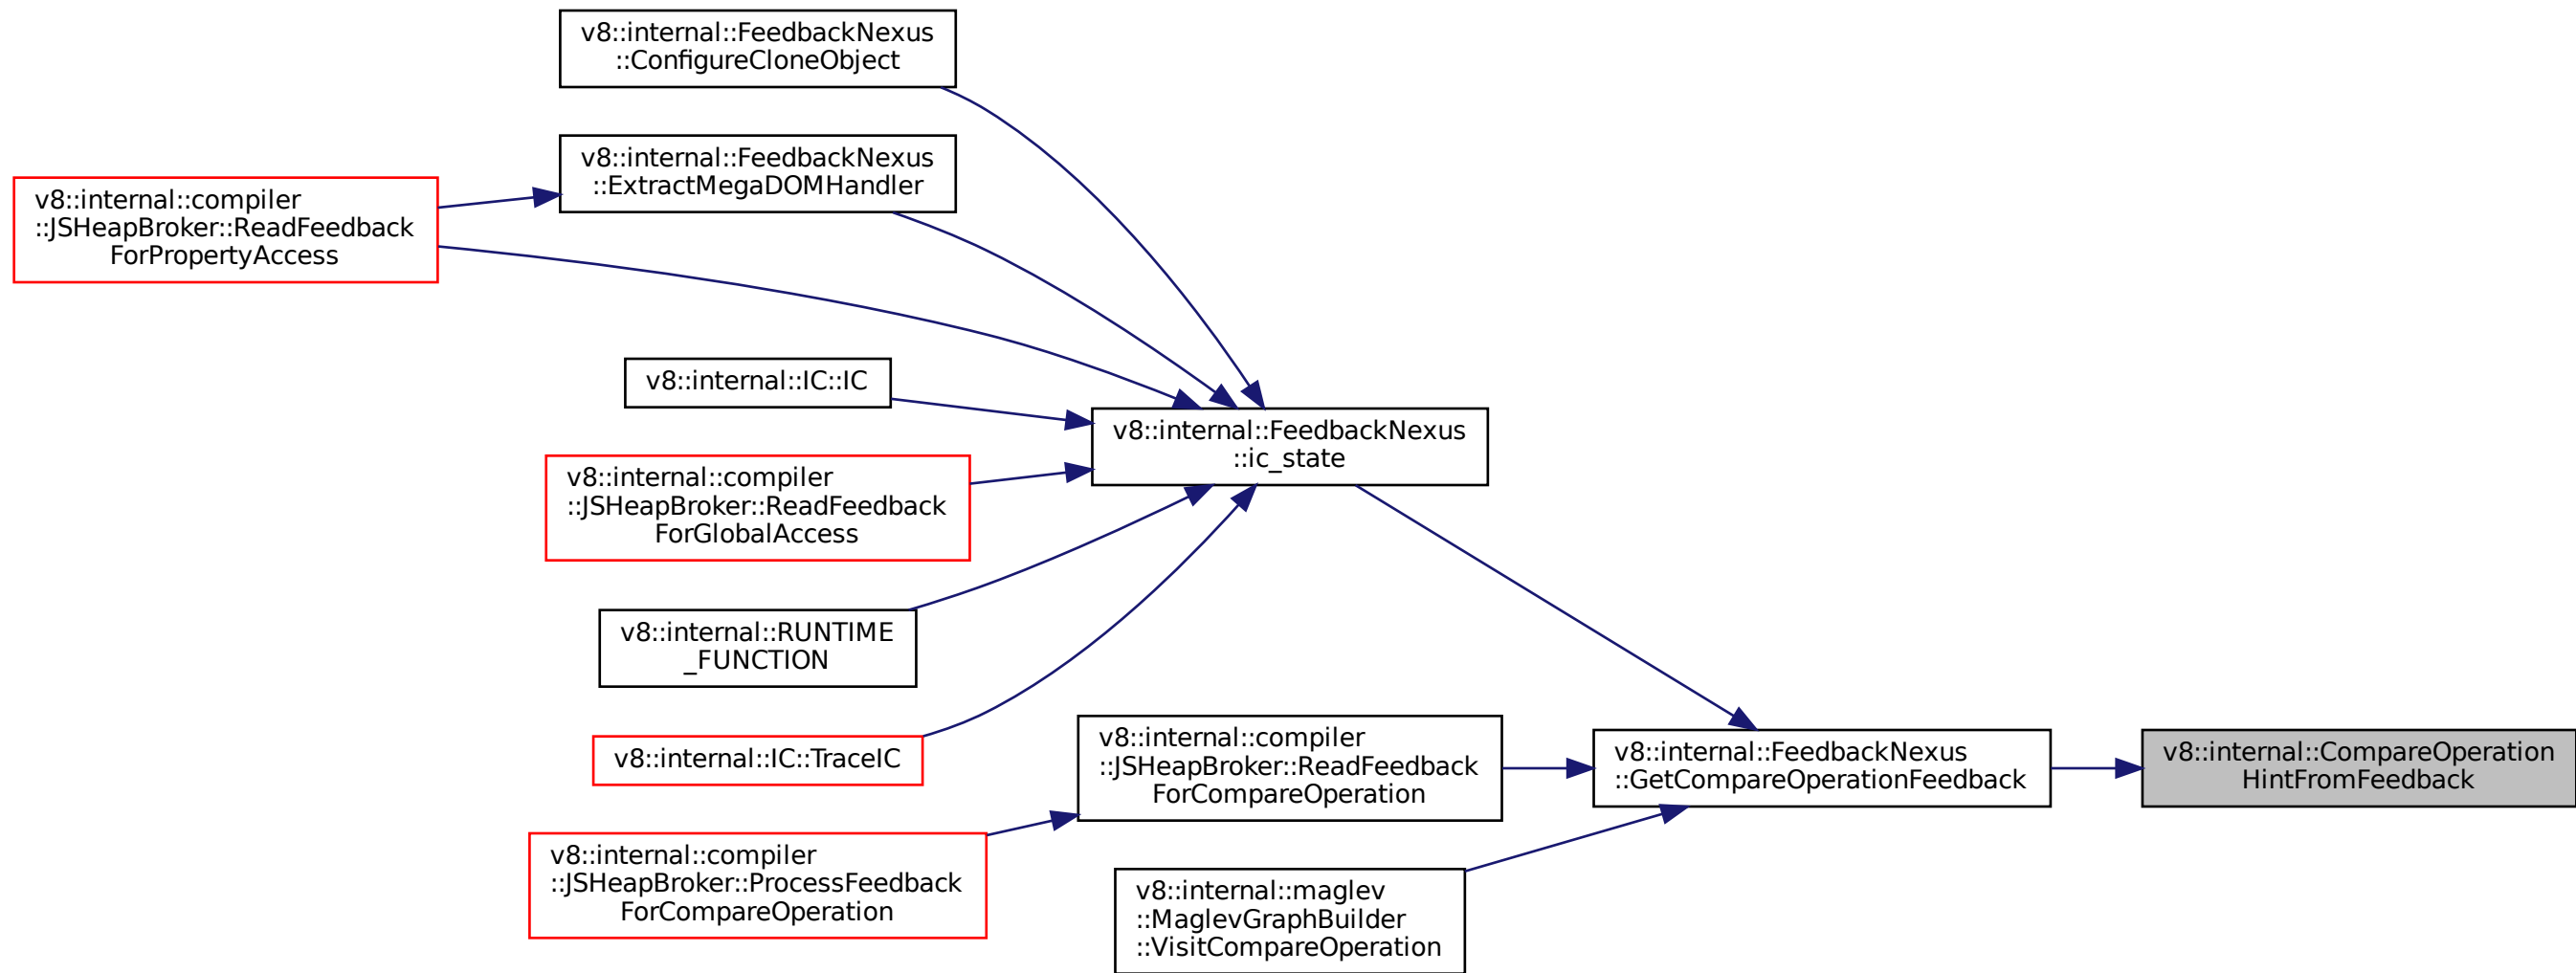 v8::internal::FeedbackNexus
::ConfigureCloneObject
v8::internal::FeedbackNexus
::ExtractMegaDOMHandler
v8::internal::compiler
::JSHeapBroker::ReadFeedback
ForPropertyAccess
v8::internal::IC::IC
v8::internal::FeedbackNexus
::ic_state
v8::internal::compiler
::JSHeapBroker::ReadFeedback
ForGlobalAccess
v8::internal::RUNTIME
_FUNCTION
v8::internal::IC::TraceIC
v8::internal::compiler
::JSHeapBroker::ReadFeedback
ForCompareOperation
v8::internal::FeedbackNexus
::GetCompareOperationFeedback
v8::internal::CompareOperation
HintFromFeedback
v8::internal::compiler
::JSHeapBroker::ProcessFeedback
ForCompareOperation
v8::internal::maglev
::MaglevGraphBuilder
::VisitCompareOperation